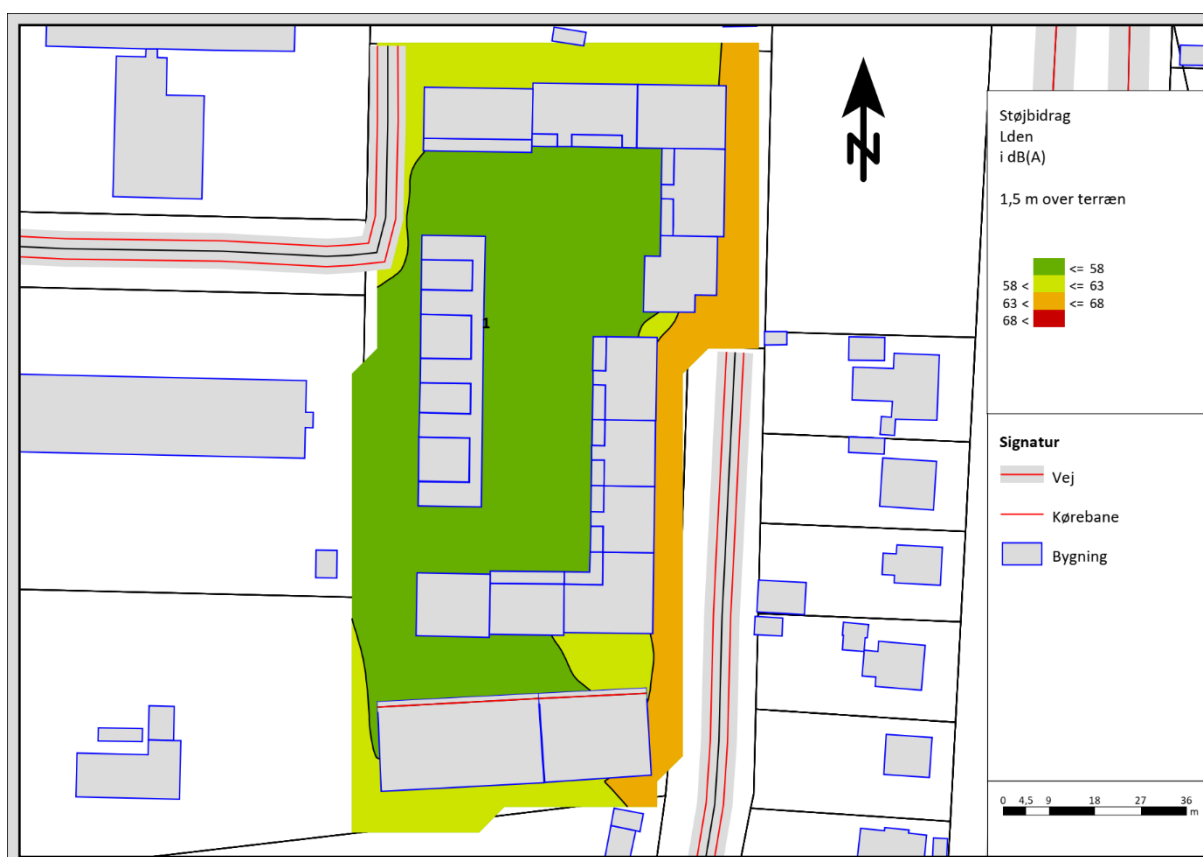 N
1
Støjbidrag
Lden
i dB(A)
1,5 m over terræn
<= 58
58 < <= 63
63 < <= 68
68 <
Signatur
Vej
Kørebane
Bygning
0 4,5 9 18 27 36
m